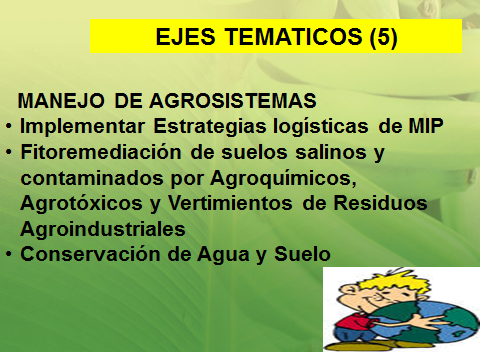 EJES TEMATICOS (5)
MANEJO DE AGROSISTEMAS
• Implementar Estrategias logísticas de MIP
• Fitoremediación de suelos salinos y
contaminados por Agroquímicos,
Agrotóxicos y Vertimientos de Residuos
Agroindustriales
• Conservación de Agua y Suelo